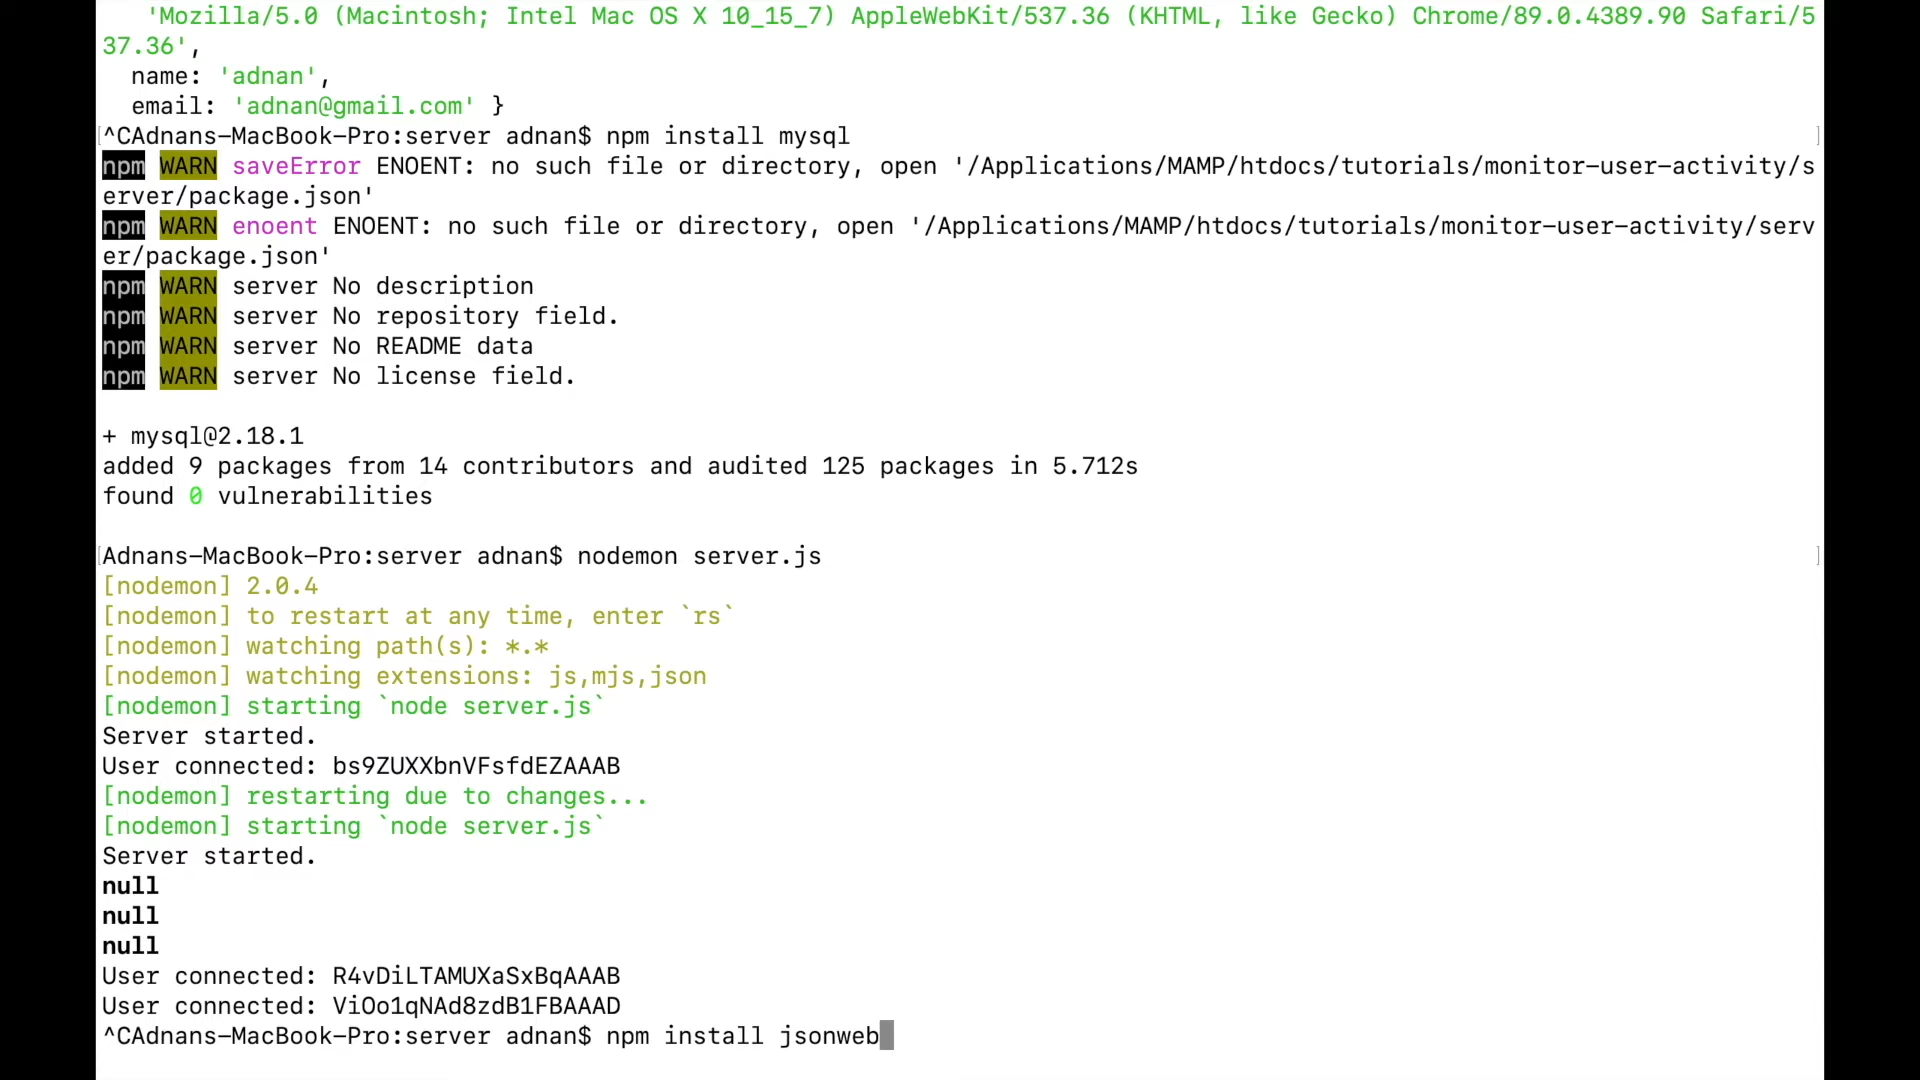 'Mozilla/5.0 (Macintosh; Intel Mac OS X 10_15_7) AppleWebKit/537.36 (KHTML, like Gecko) Chrome/89.0.4389.90 Safari/5
37.36',
name: 'adnan',
email: 'adnan@gmail.com' }
^CAdnans-MacBook-Pro:server adnan$ npm install mysql
npm WARN saveError ENOENT: no such file or directory, open '/Applications/MAMP/htdocs/tutorials/monitor-user-activity/s
erver/package.json'
npm WARN enoent ENOENT: no such file or directory, open '/Applications/MAMP/htdocs/tutorials/monitor-user-activity/serv
er/package.json'
npm WARN server No description
npm WARN server No repository field.
npm WARN server No README data
npm WARN server No license field.
+ mysql@2.18.1
added 9 packages from 14 contributors and audited 125 packages in 5.712s
found 0 vulnerabilities
Adnans-MacBook-Pro:server adnan$ nodemon server.js
[nodemon] 2.0.4
[nodemon] to restart at any time, enter `rs`
[nodemon] watching path(s): *.*
[nodemon] watching extensions: js,mjs,json
[nodemon] starting `node server.js`
Server started.
User connected: bs9ZUXXbnVFsfdEZAAAB
[nodemon] restarting due to changes...
[nodemon] starting `node server.js`
Server started.
null
null
null
User connected: R4vDiLTAMUXaSxBqAAAB
User connected: ViOo1qNAd8zdB1FBAAAD
^CAdnans-MacBook-Pro:server adnan$ npm install jsonweb